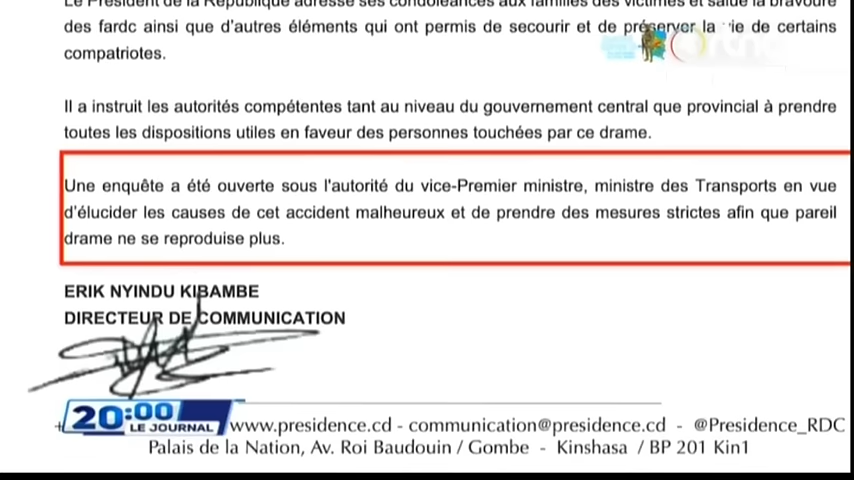 Le Président de la République adresse ses condoléances aux familles des victimes et salue la bravoure
des fardc ainsi que d'autres éléments qui ont permis de secourir et de préserver la vie de certains
compatriotes.
Il a instruit les autorités compétentes tant au niveau du gouvernement central que provincial à prendre
toutes les dispositions utiles en faveur des personnes touchées par ce drame.
Une enquête a été ouverte sous l'autorité du vice-Premier ministre, ministre des Transports en vue
d'élucider les causes de cet accident malheureux et de prendre des mesures strictes afin que pareil
drame ne se reproduise plus.
ERIK NYINDU KIBAMBE
DIRECTEUR DE COMMUNICATION
20:00
LE JOURNAL
www.presidence.cd - communication@presidence.cd - @Presidence_RDC
Palais de la Nation, Av. Roi Baudouin / Gombe - Kinshasa / BP 201 Kin1